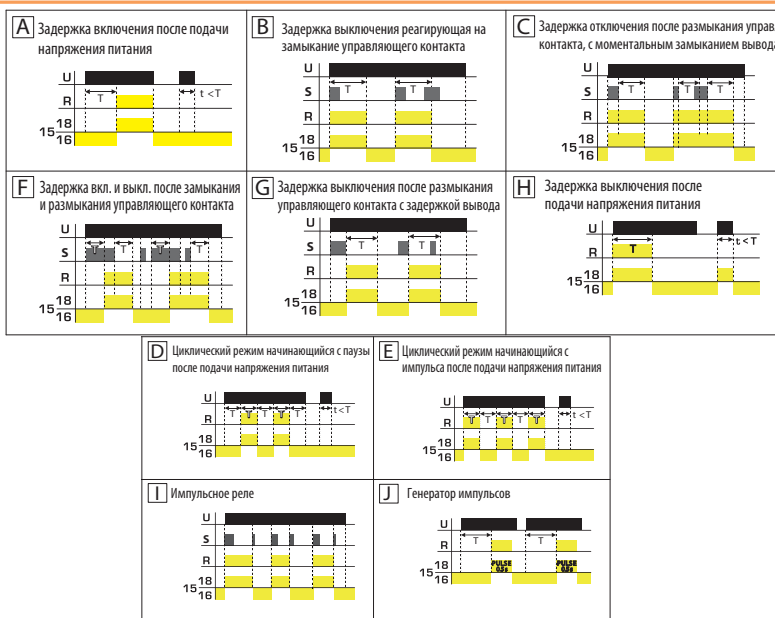 A Задержка включения после подачи
напряжения питания
U
T
t <T
R
18
15
16
B Задержка выключения реагирующая на
замыкание управляющего контакта
U
T T
S
R
18
15
16
C Задержка отключения после размыкания управл
контакта, с моментальным замыканием вывода
U
S T T T
R
18
15
16
F Задержка вкл. и выкл. после замыкания
и размыкания управляющего контакта
U
S T T T T
R
18
15
16
G Задержка выключения после размыкания
управляющего контакта с задержкой вывода
U
S T T
R
18
15
16
H Задержка выключения после
подачи напряжения питания
U
t < T
R T
18
15
16
D Циклический режим начинающийся с паузы
после подачи напряжения питания
U
T T T T T t < T
R
18
15
16
E Циклический режим начинающийся с
импульса после подачи напряжения питания
U
T T T T T t < T
R
18
15
16
I Импульсное реле
U
S
R
18
15
16
J Генератор импульсов
U
T T
R
18 PULSE PULSE
15 0.5s 0.5s
16